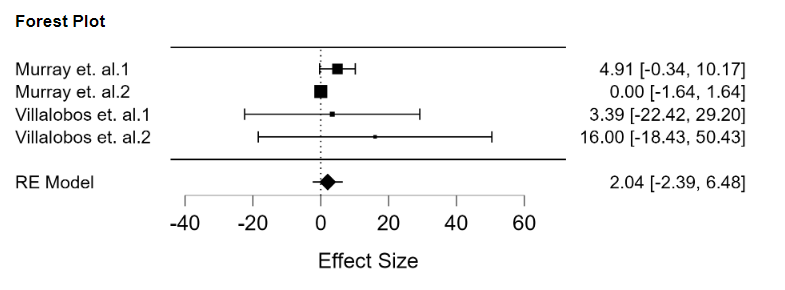 Forest Plot
Murray et. al.1 4.91 [-0.34, 10.17]
Murray et. al.2 0.00 [-1.64, 1.64]
Villalobos et. al.1 3.39 [-22.42, 29.20]
Villalobos et. al.2 16.00 [-18.43, 50.43]
RE Model 2.04 [-2.39, 6.48]
-40 -20 0 20 40 60
Effect Size